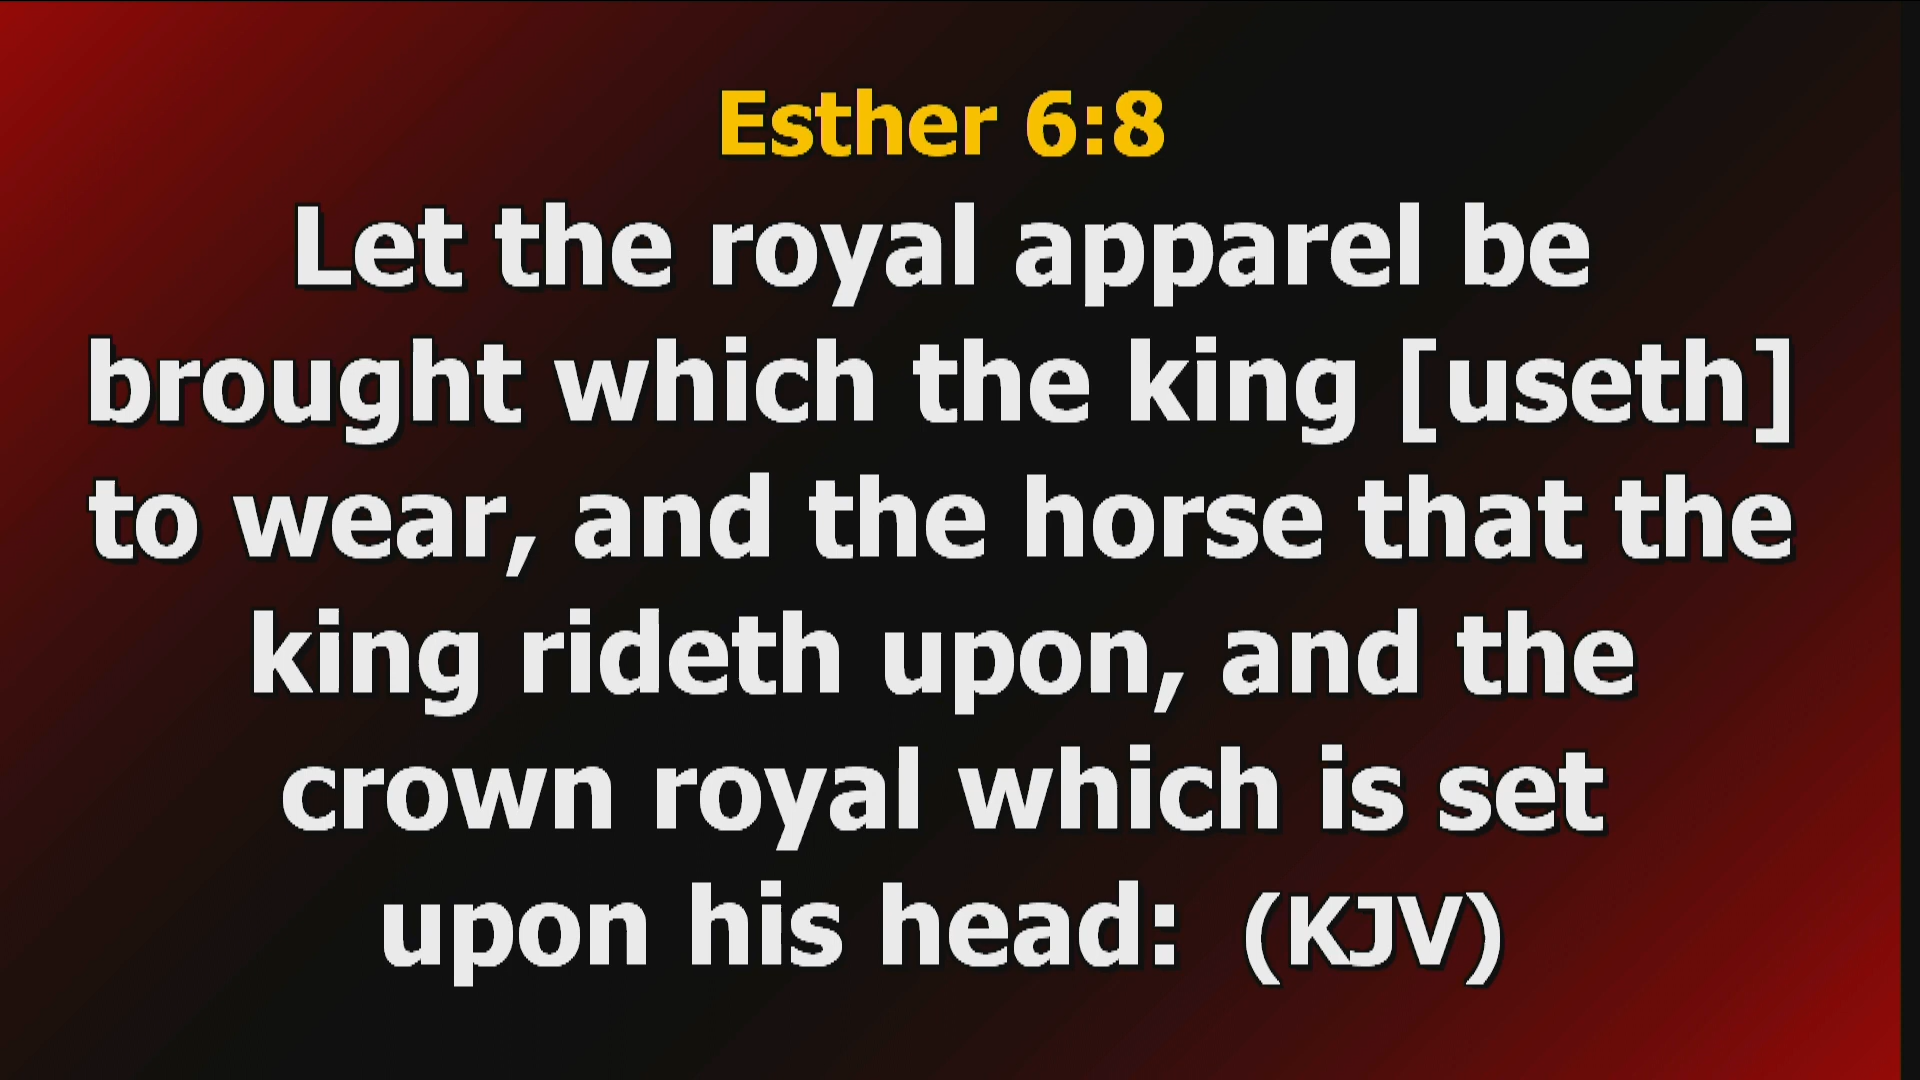 Esther 6:8
Let the royal apparel be
brought which the king [useth]
to wear, and the horse that the
king rideth upon, and the
crown royal which is set
upon his head: (KJV)